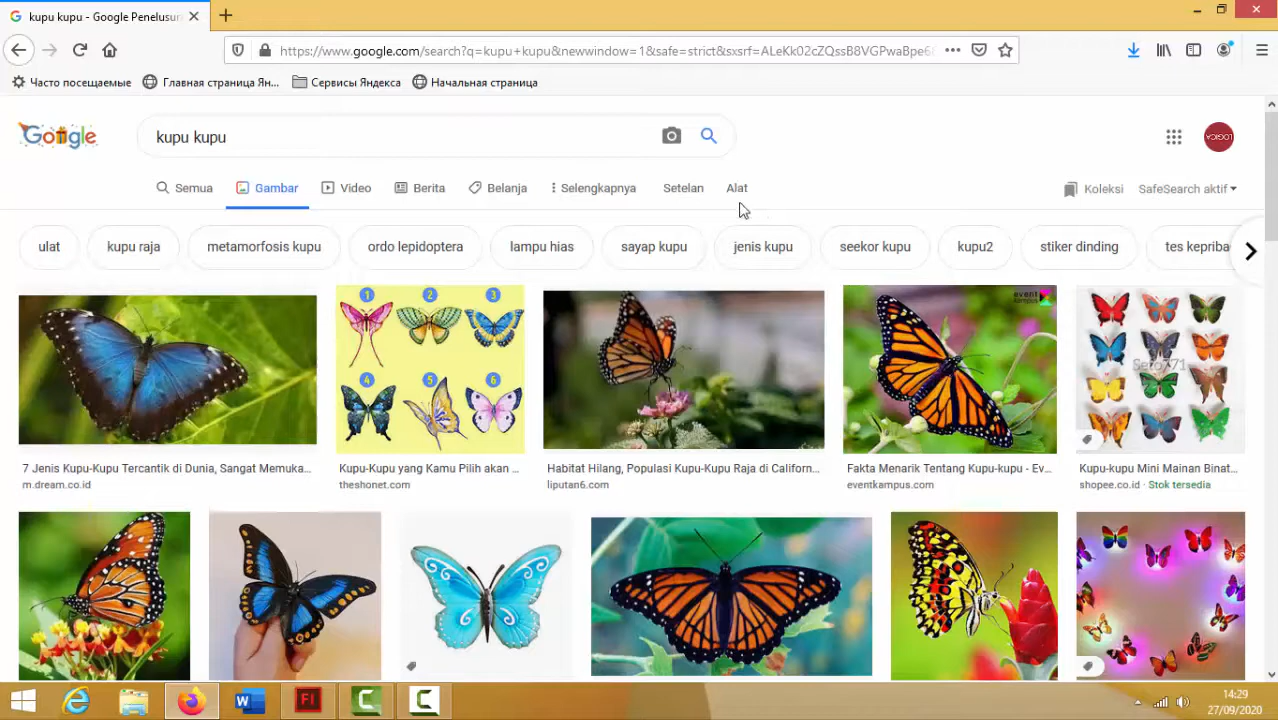 kupu kupu - Google Penelusur
https://www.google.com/search?q=kupu+kupu&newwindow=1&safe=strict&sxsrf=ALeKk02cZQssB8VGPwaBpe6
Часто посещаемые
Главная страница Ян...
Сервисы Яндекса
Начальная страница
Google
kupu kupu
LOGICA
Semua
Gambar
Video
Berita
Belanja
Selengkapnya
Setelan
Alat
Koleksi
SafeSearch aktif
ulat
kupu raja
metamorfosis kupu
ordo lepidoptera
lampu hias
sayap kupu
jenis kupu
seekor kupu
kupu2
stiker dinding
tes kepriba
1 2 3
4 5 6
event
kampus
Sero771
7 Jenis Kupu-Kupu Tercantik di Dunia, Sangat Memuka...
m.dream.co.id
Kupu-Kupu yang Kamu Pilih akan ...
theshonet.com
Habitat Hilang, Populasi Kupu-Kupu Raja di Californ...
liputan6.com
Fakta Menarik Tentang Kupu-kupu - Ev...
eventkampus.com
Kupu-kupu Mini Mainan Binat...
shopee.co.id · Stok tersedia
14:29
27/09/2020